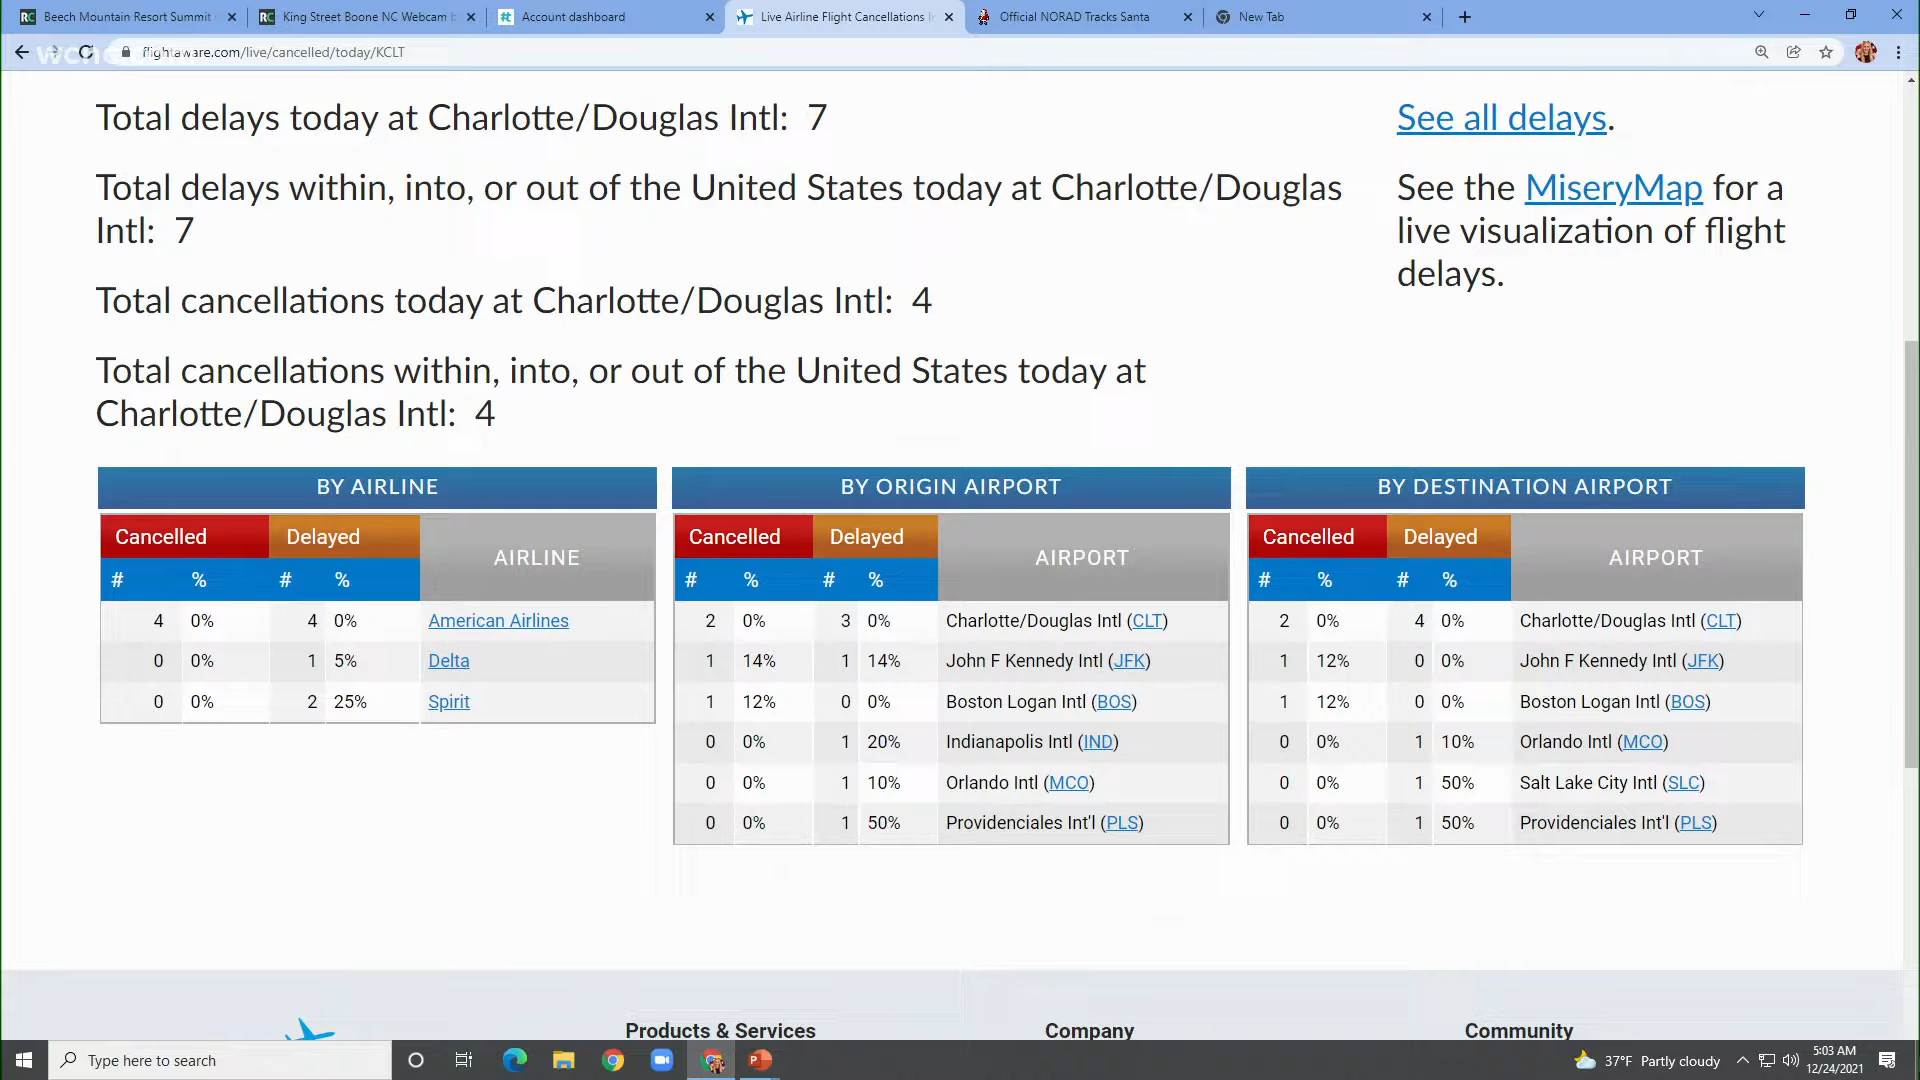 Beech Mountain Resort Summit
King Street Boone NC Webcam
Account dashboard
Live Airline Flight Cancellations I
Official NORAD Tracks Santa
New Tab
flightaware.com/live/cancelled/today/KCLT
Total delays today at Charlotte/Douglas Intl: 7
Total delays within, into, or out of the United States today at Charlotte/Douglas
Intl: 7
Total cancellations today at Charlotte/Douglas Intl: 4
Total cancellations within, into, or out of the United States today at
Charlotte/Douglas Intl: 4
See all delays.
See the MiseryMap for a
live visualization of flight
delays.
BY AIRLINE
Cancelled Delayed AIRLINE
# % # %
4 0% 4 0% American Airlines
0 0% 1 5% Delta
0 0% 2 25% Spirit
BY ORIGIN AIRPORT
Cancelled Delayed AIRPORT
# % # %
2 0% 3 0% Charlotte/Douglas Intl (CLT)
1 14% 1 14% John F Kennedy Intl (JFK)
1 12% 0 0% Boston Logan Intl (BOS)
0 0% 1 20% Indianapolis Intl (IND)
0 0% 1 10% Orlando Intl (MCO)
0 0% 1 50% Providenciales Int'l (PLS)
BY DESTINATION AIRPORT
Cancelled Delayed AIRPORT
# % # %
2 0% 4 0% Charlotte/Douglas Intl (CLT)
1 12% 0 0% John F Kennedy Intl (JFK)
1 12% 0 0% Boston Logan Intl (BOS)
0 0% 1 10% Orlando Intl (MCO)
0 0% 1 50% Salt Lake City Intl (SLC)
0 0% 1 50% Providenciales Int'l (PLS)
Products & Services
Company
Community
Type here to search
37°F Partly cloudy
5:03 AM
12/24/2021